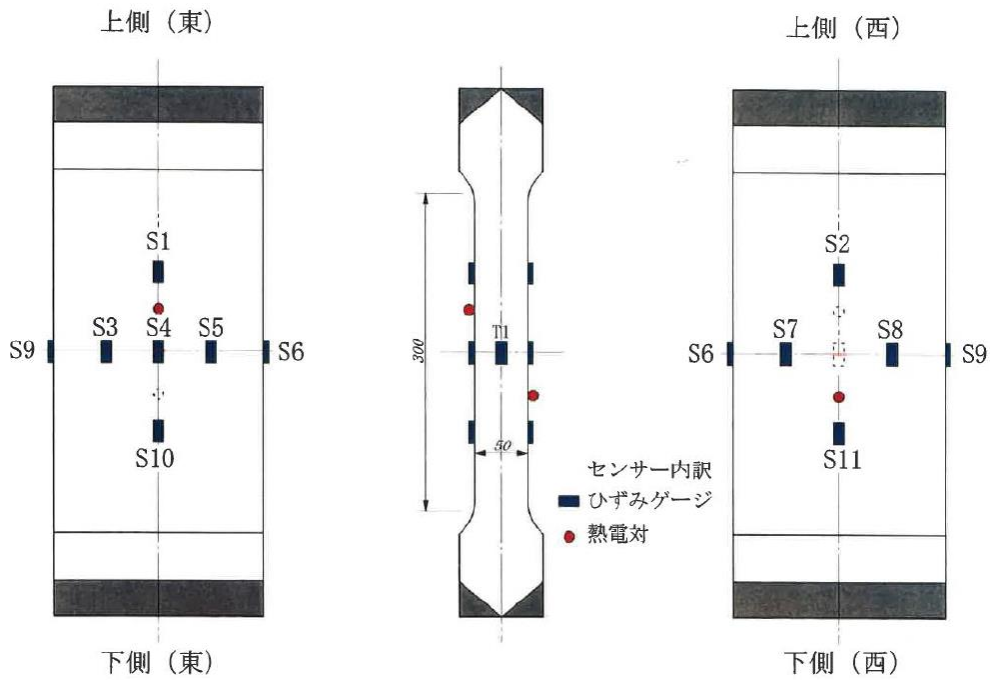 上側（東）
上側（西）
S1
S2
S3 S4 S5
S9
S6
T1
300
S7 S8
S6
S9
S10
50
S11
センサー内訳
ひずみゲージ
熱電対
下側（東）
下側（西）